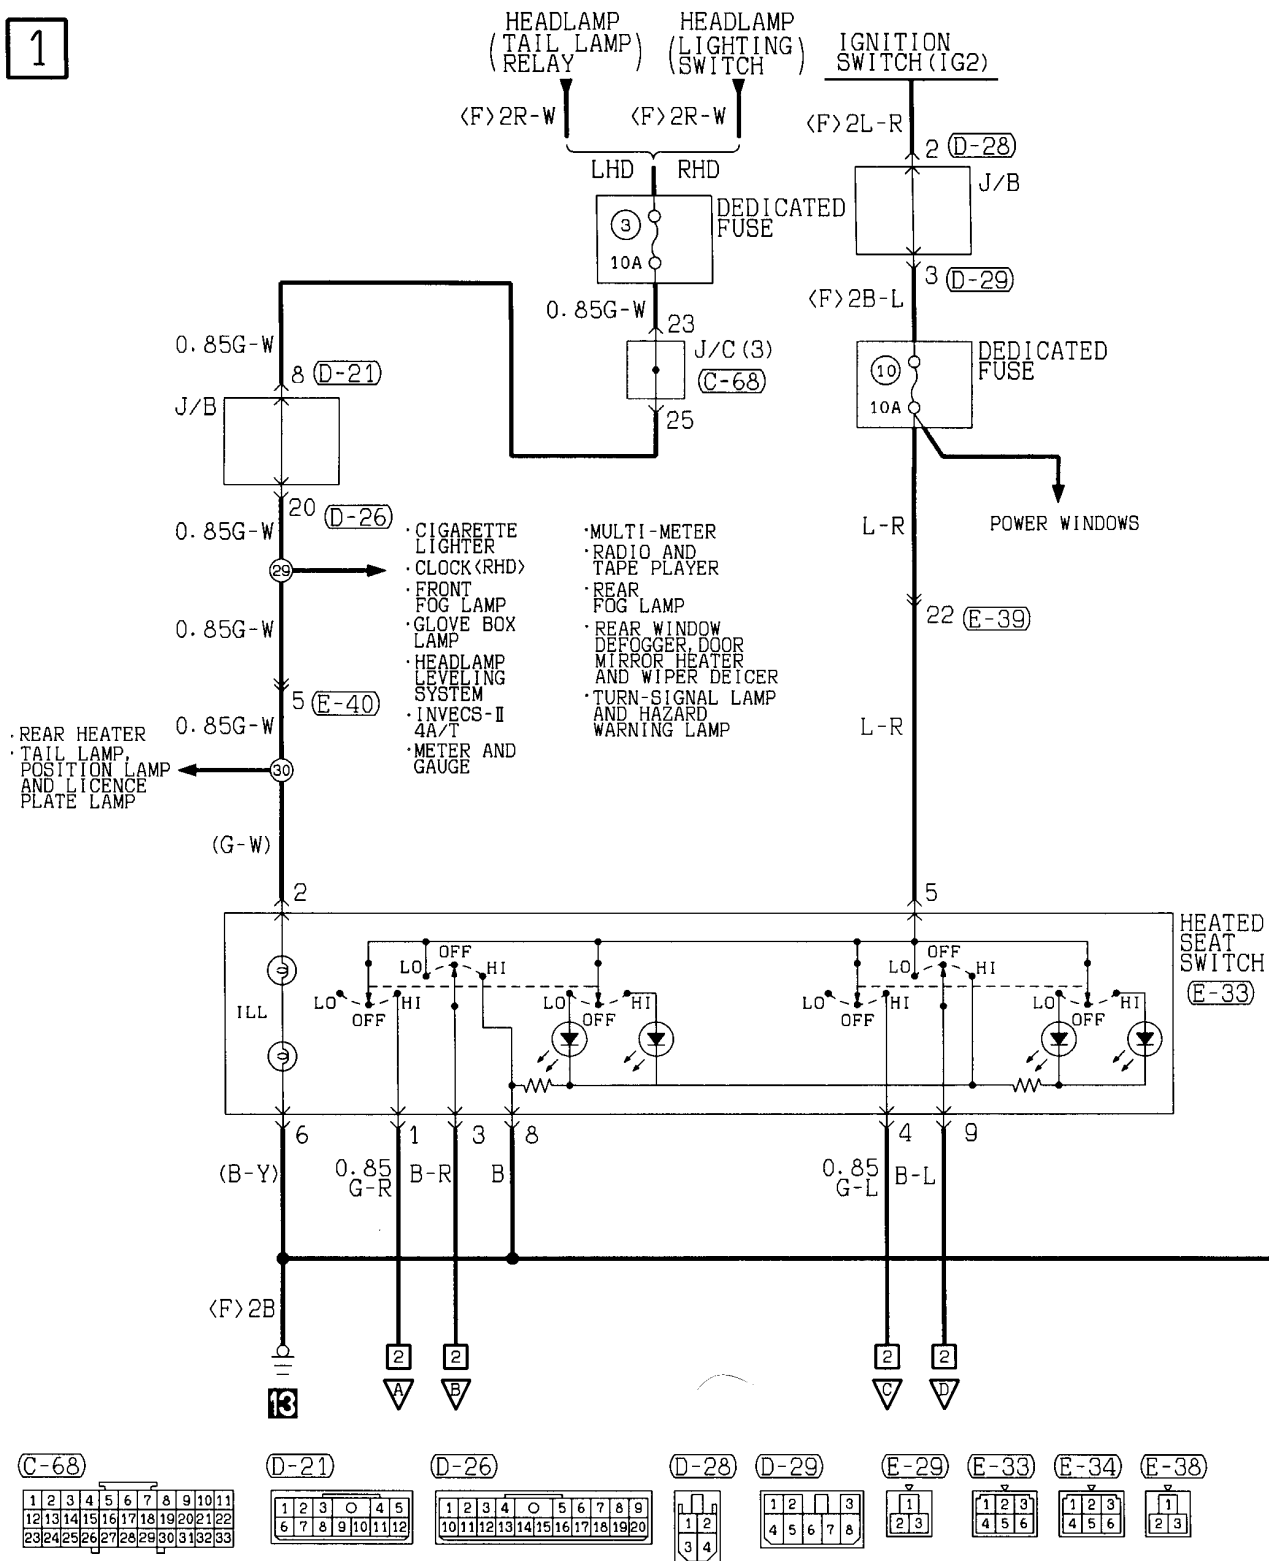 1
HEADLAMP
(TAIL LAMP)
RELAY
HEADLAMP
(LIGHTING)
SWITCH
IGNITION
SWITCH(IG2)
<F>2R-W
<F>2R-W
<F>2L-R
2 (D-28)
LHD
RHD
J/B
3
10A
DEDICATED
FUSE
3 (D-29)
<F>2B-L
0.85G-W
23
J/C(3)
(C-68)
25
10
10A
DEDICATED
FUSE
0.85G-W
8 (D-21)
J/B
20 (D-26)
POWER WINDOWS
0.85G-W
29
·CIGARETTE
LIGHTER
·CLOCK<RHD>
·FRONT
FOG LAMP
·GLOVE BOX
LAMP
·HEADLAMP
LEVELING
SYSTEM
·INVECS-Ⅱ
4A/T
·METER AND
GAUGE
·MULTI-METER
·RADIO AND
TAPE PLAYER
·REAR
FOG LAMP
·REAR WINDOW
DEFOGGER, DOOR
MIRROR HEATER
AND WIPER DEICER
·TURN-SIGNAL LAMP
AND HAZARD
WARNING LAMP
L-R
22 (E-39)
L-R
0.85G-W
5 (E-40)
0.85G-W
·REAR HEATER
·TAIL LAMP,
POSITION LAMP
AND LICENCE
PLATE LAMP
30
(G-W)
2
5
HEATED
SEAT
SWITCH
(E-33)
ILL
LO OFF HI
LO OFF HI
LO OFF HI
LO OFF HI
LO OFF HI
LO OFF HI
6 1 3 8 4 9
(B-Y)
0.85
G-R
B-R
B
0.85
G-L
B-L
<F>2B
2 2 2 2
A B C D
13
(C-68)
1 2 3 4 5 6 7 8 9 10 11
12 13 14 15 16 17 18 19 20 21 22
23 24 25 26 27 28 29 30 31 32 33
(D-21)
1 2 3 4 5
6 7 8 9 10 11 12
(D-26)
1 2 3 4 5 6 7 8 9
10 11 12 13 14 15 16 17 18 19 20
(D-28)
1 2
3 4
(D-29)
1 2 3
4 5 6 7 8
(E-29)
1
2 3
(E-33)
1 2 3
4 5 6
(E-34)
1 2 3
4 5 6
(E-38)
1
2 3